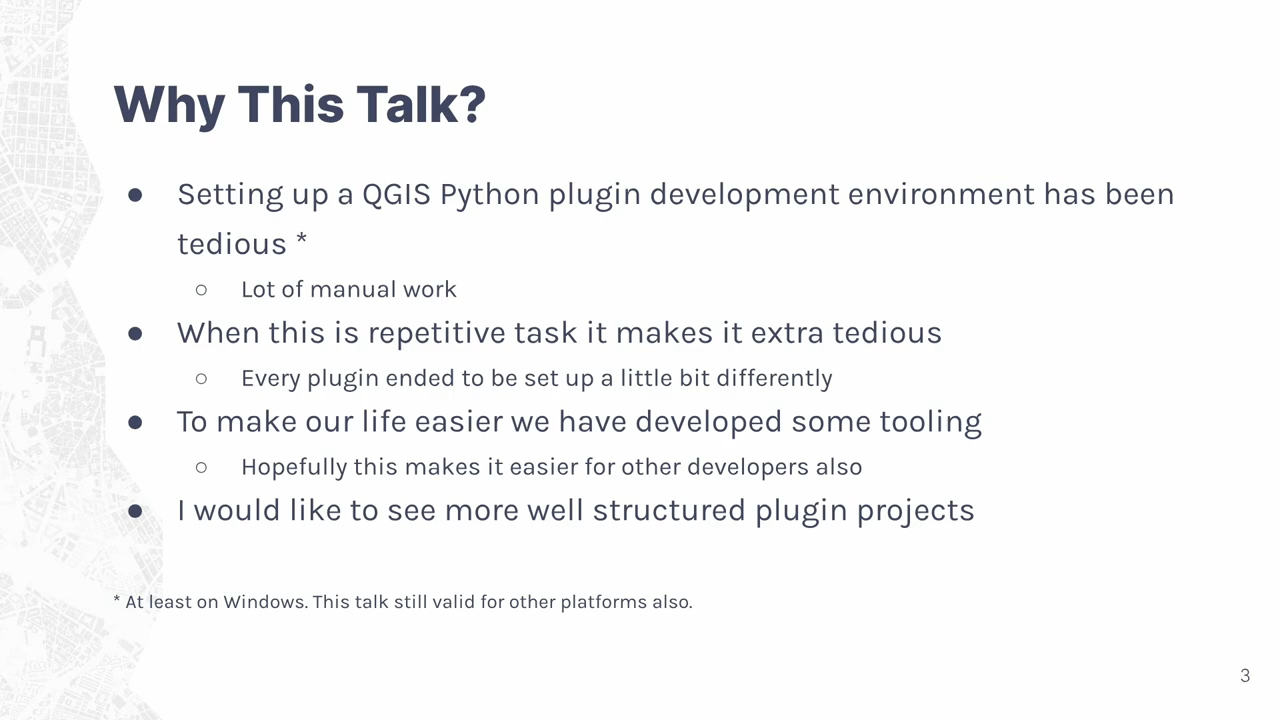 Why This Talk?
● Setting up a QGIS Python plugin development environment has been
tedious *
○ Lot of manual work
● When this is repetitive task it makes it extra tedious
○ Every plugin ended to be set up a little bit differently
● To make our life easier we have developed some tooling
○ Hopefully this makes it easier for other developers also
● I would like to see more well structured plugin projects
* At least on Windows. This talk still valid for other platforms also.
3